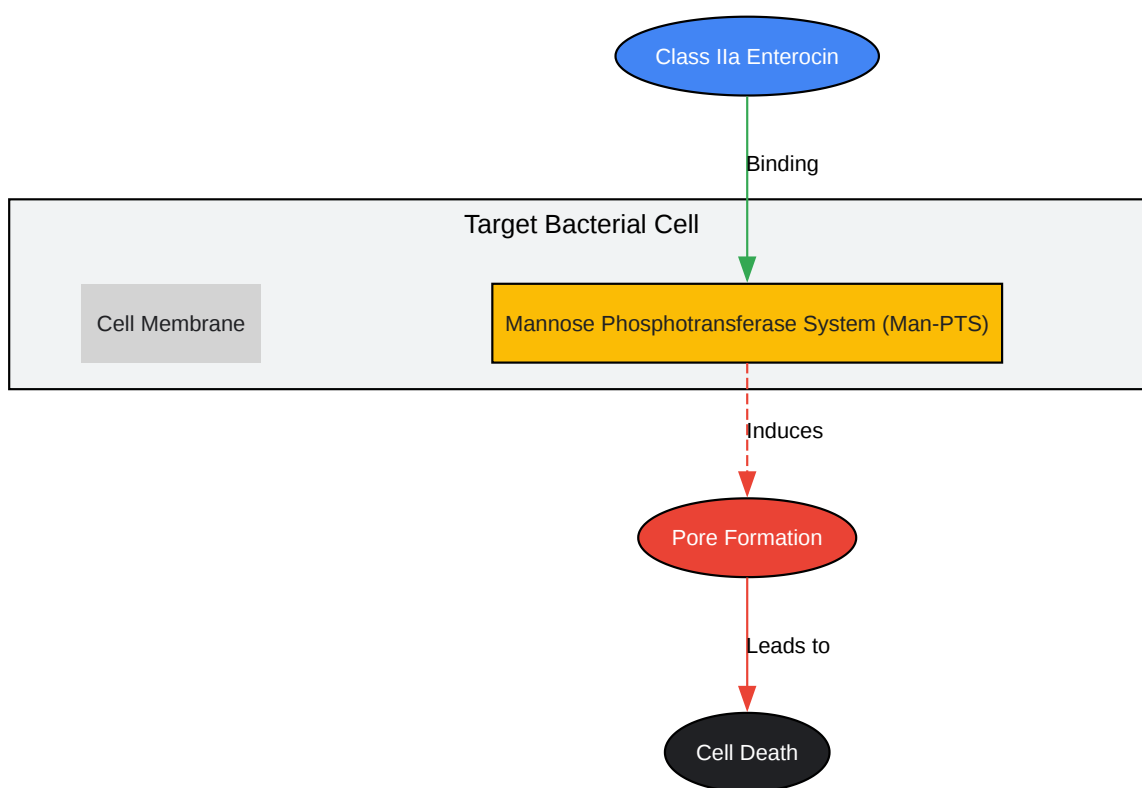 Class IIa Enterocin
Binding
Target Bacterial Cell
Cell Membrane
Mannose Phosphotransferase System (Man-PTS)
Induces
Pore Formation
Leads to
Cell Death